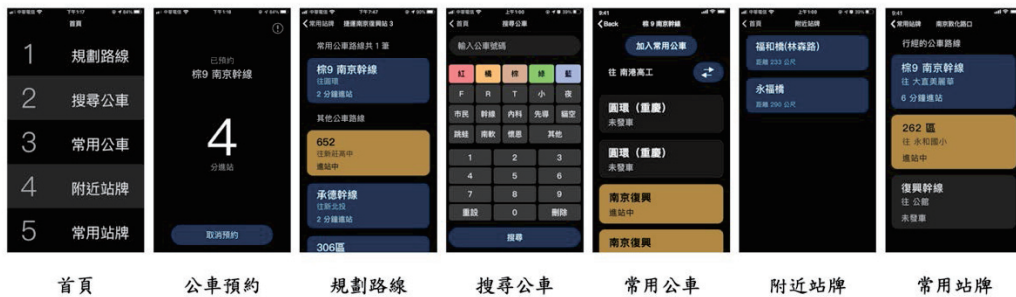 首頁
1 規劃路線
2 搜尋公車
3 常用公車
4 附近站牌
5 常用站牌
首頁
已預約
棕9 南京幹線
4
分進站
取消預約
公車預約
常用站牌 捷運南京復興站 3
常用公車路線共 1 筆
棕9 南京幹線
往圓環
2 分鐘進站
其他公車路線
652
往新莊高中
進站中
承德幹線
往新北投
2 分鐘進站
306區
規劃路線
首頁 搜尋公車
輸入公車號碼
紅 橘 棕 綠 藍
F R T 小 夜
市民 幹線 內科 先導 貓空
跳蛙 南軟 懷恩 其他
1 2 3
4 5 6
7 8 9
重設 0 刪除
搜尋
搜尋公車
9:41
Back 棕 9 南京幹線
加入常用公車
往 南港高工
圓環（重慶）
未發車
圓環（重慶）
未發車
南京復興
進站中
南京復興
常用公車
首頁 附近站牌
福和橋(林森路)
距離 233 公尺
永福橋
距離 290 公尺
附近站牌
9:41
常用站牌 南京敦化路口
行經的公車路線
棕9 南京幹線
往 大直美麗華
6 分鐘進站
262 區
往 永和國小
進站中
復興幹線
往 公館
未發車
常用站牌